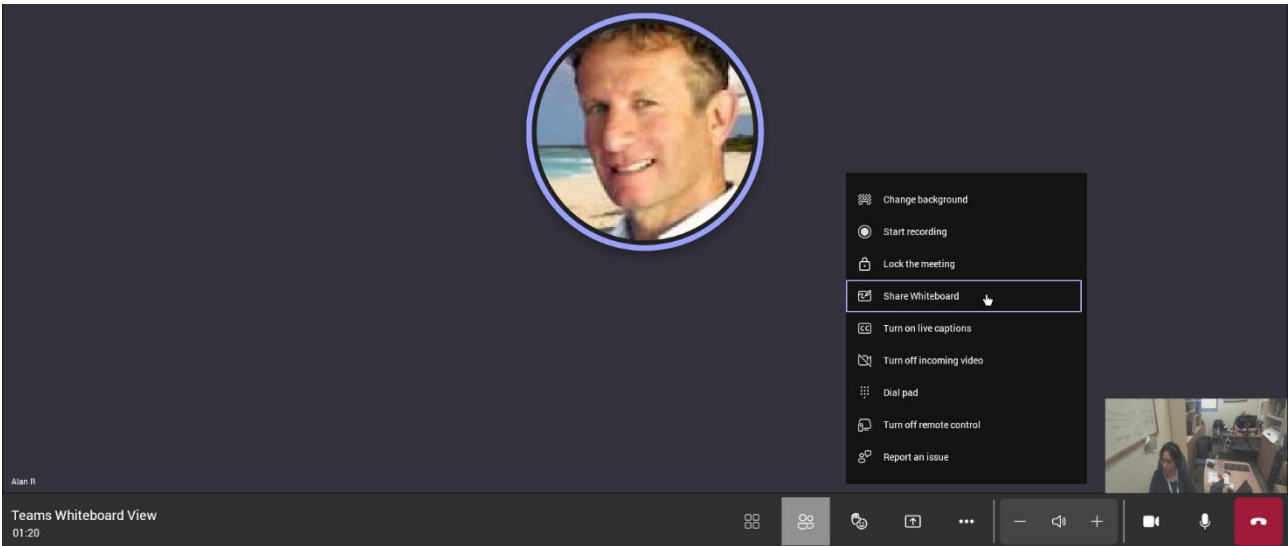 Change background
Start recording
Lock the meeting
Share Whiteboard
CC Turn on live captions
Turn off incoming video
Dial pad
Turn off remote control
Report an issue
Alan R
Teams Whiteboard View
01:20